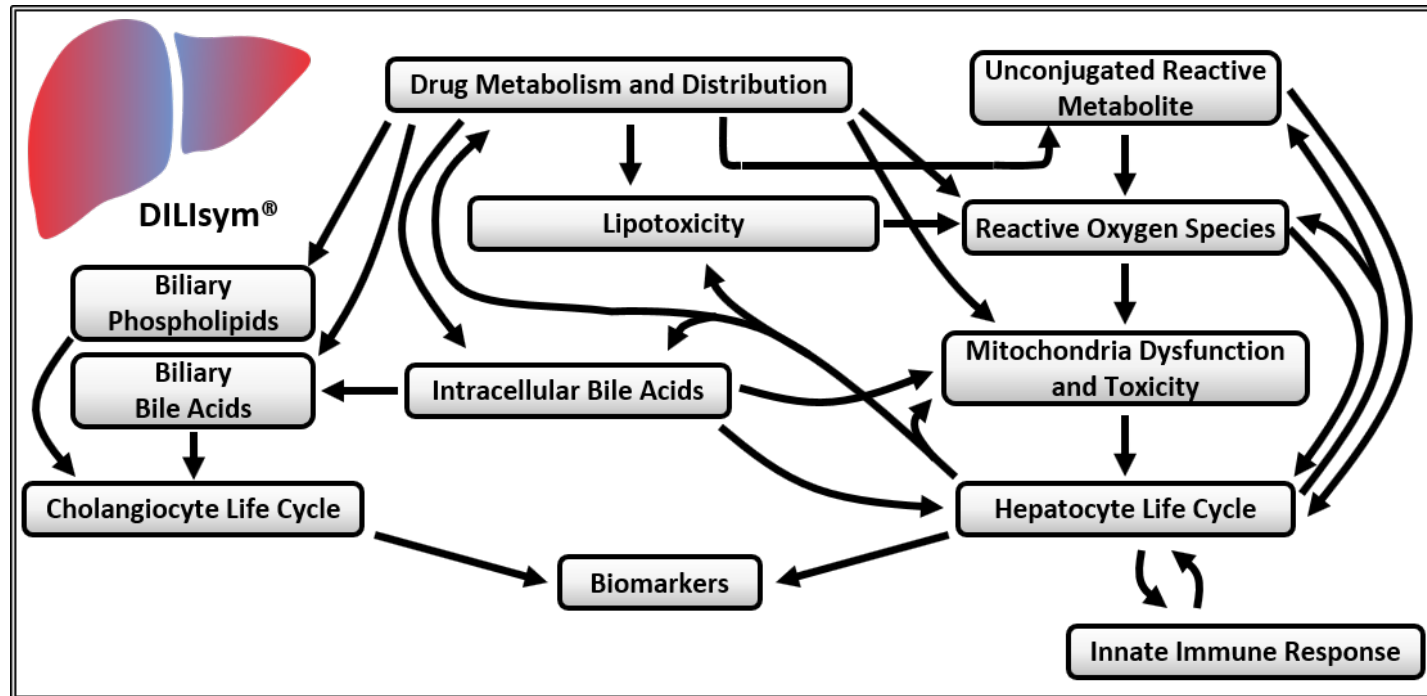 Drug Metabolism and Distribution
Unconjugated Reactive
Metabolite
DILIsym®
Lipotoxicity
Reactive Oxygen Species
Biliary
Phospholipids
Biliary
Bile Acids
Intracellular Bile Acids
Mitochondria Dysfunction
and Toxicity
Cholangiocyte Life Cycle
Hepatocyte Life Cycle
Biomarkers
Innate Immune Response